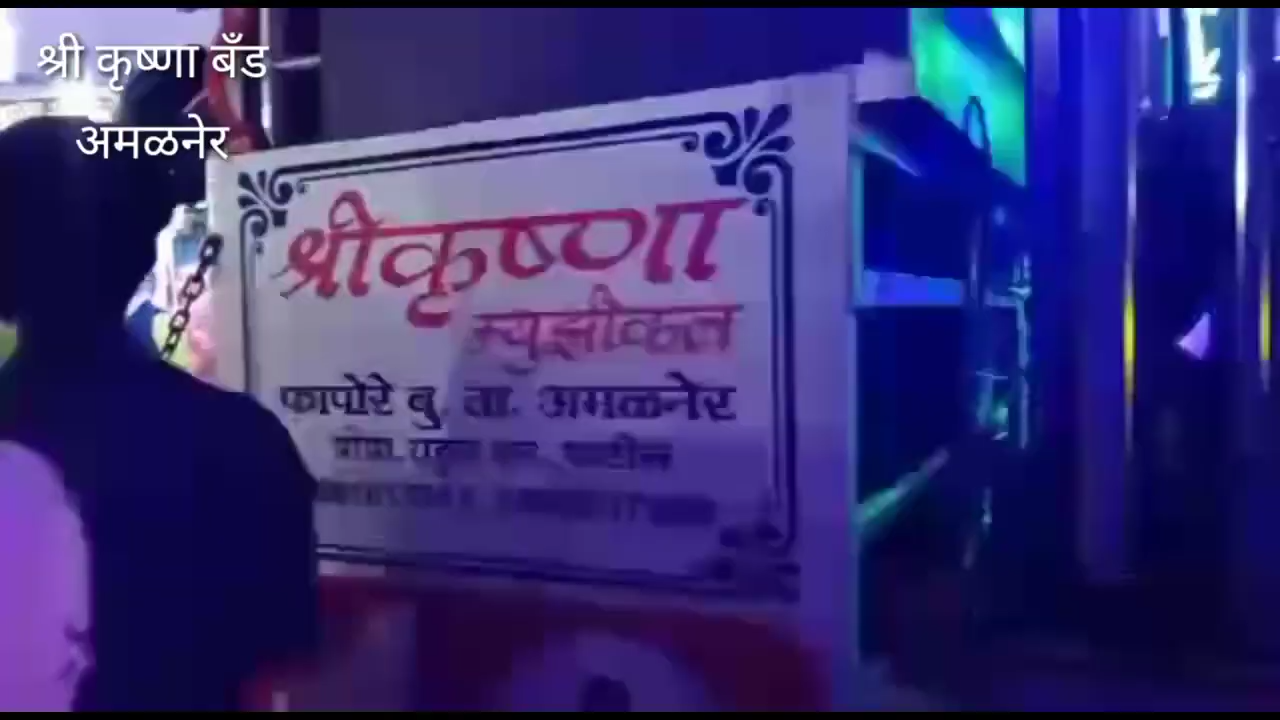 श्री कृष्णा बँड
अमळनेर
श्रीकृष्णा
म्युझीकल
फापोरे बु. ता. अमळनेर
प्रोप्रा. पाटील